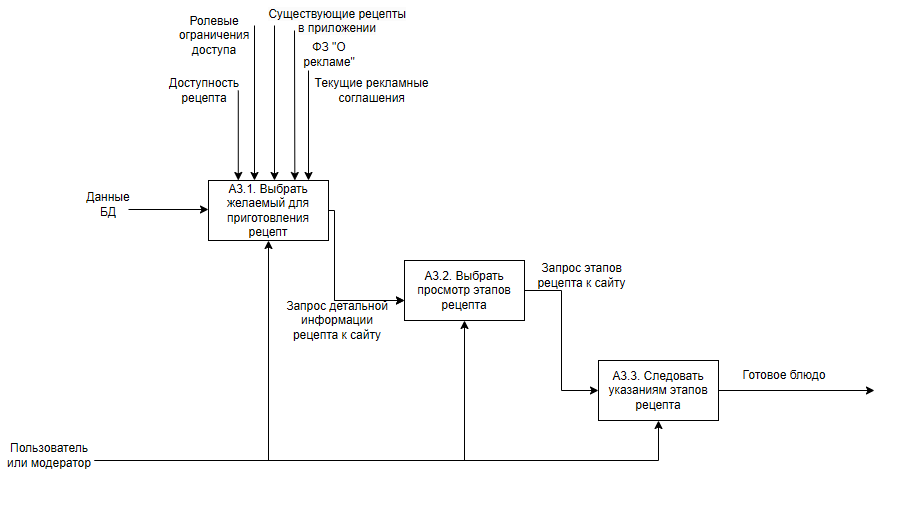 Ролевые
ограничения
доступа
Существующие рецепты
в приложении
ФЗ "О
рекламе"
Доступность
рецепта
Текущие рекламные
соглашения
Данные
БД
А3.1. Выбрать
желаемый для
приготовления
рецепт
А3.2. Выбрать
просмотр этапов
рецепта
Запрос этапов
рецепта к сайту
Запрос детальной
информации
рецепта к сайту
А3.3. Следовать
указаниям этапов
рецепта
Готовое блюдо
Пользователь
или модератор